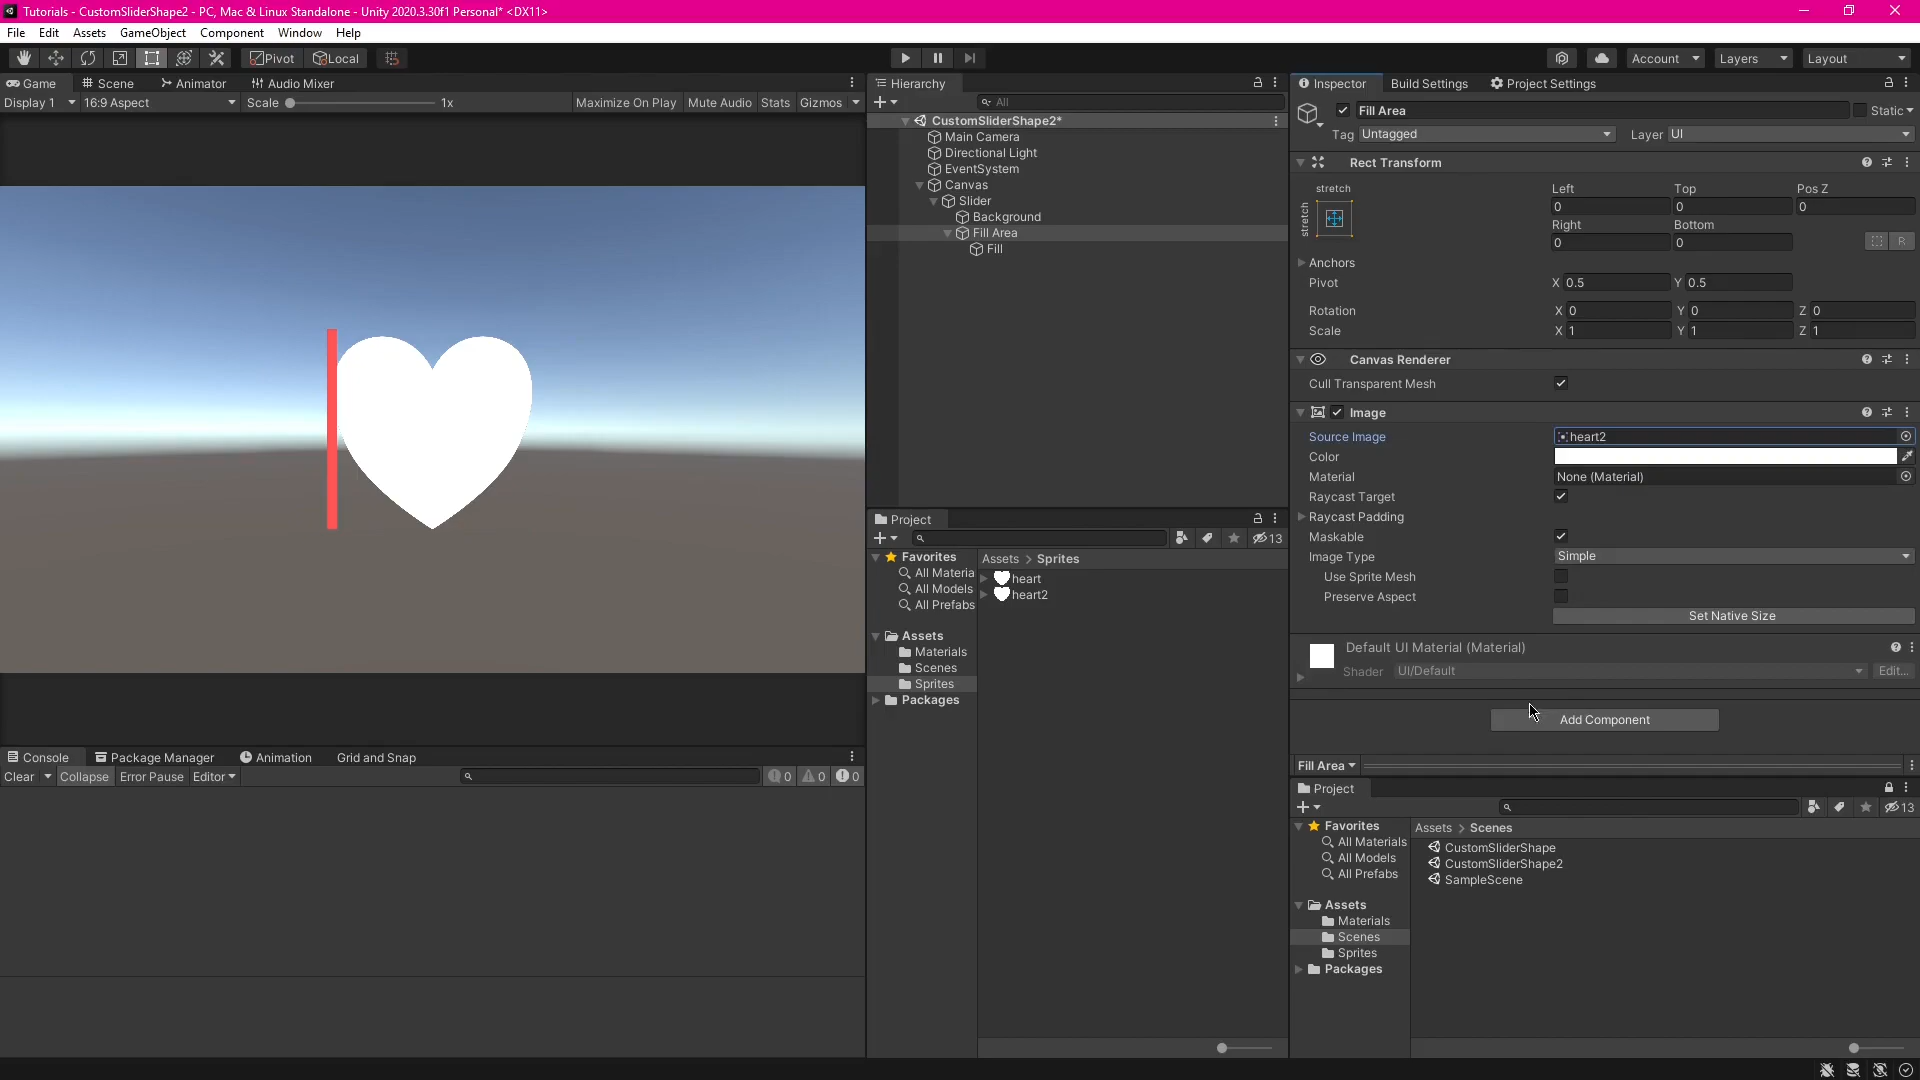 Tutorials - CustomSliderShape2 - PC, Mac & Linux Standalone - Unity 2020.3.30f1 Personal* <DX11>
File Edit Assets GameObject Component Window Help
Pivot Local Account Layers Layout
Game Scene Animator Audio Mixer
Display 1 16:9 Aspect Scale 1x Maximize On Play Mute Audio Stats Gizmos
Hierarchy
All
CustomSliderShape2*
Main Camera
Directional Light
EventSystem
Canvas
Slider
Background
Fill Area
Fill
Project
13
Favorites
All Materia
All Models
All Prefabs
Assets
Materials
Scenes
Sprites
Packages
Assets > Sprites
heart
heart2
Console Package Manager Animation Grid and Snap
Clear Collapse Error Pause Editor 0 0 0
Inspector Build Settings Project Settings
Fill Area Static
Tag Untagged Layer UI
Rect Transform
stretch Left Top Pos Z
stretch 0 0 0
Right Bottom
0 0 R
Anchors
Pivot X 0.5 Y 0.5
Rotation X 0 Y 0 Z 0
Scale X 1 Y 1 Z 1
Canvas Renderer
Cull Transparent Mesh
Image
Source Image heart2
Color
Material None (Material)
Raycast Target
Raycast Padding
Maskable
Image Type Simple
Use Sprite Mesh
Preserve Aspect
Set Native Size
Default UI Material (Material)
Shader UI/Default Edit...
Add Component
Fill Area
Project
13
Favorites
All Materials
All Models
All Prefabs
Assets
Materials
Scenes
Sprites
Packages
Assets > Scenes
CustomSliderShape
CustomSliderShape2
SampleScene